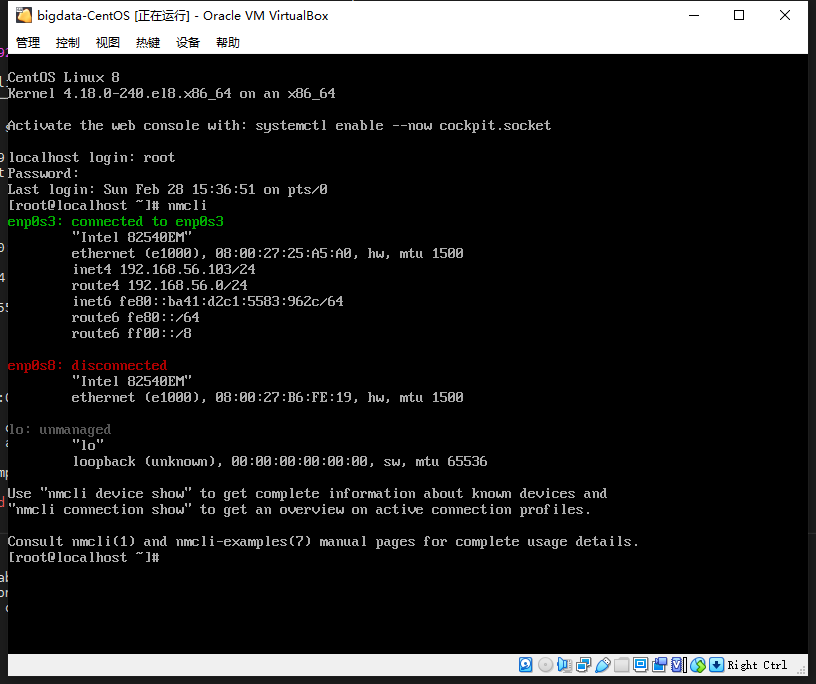 bigdata-CentOS [正在运行] - Oracle VM VirtualBox
管理 控制 视图 热键 设备 帮助
CentOS Linux 8
Kernel 4.18.0-240.el8.x86_64 on an x86_64
Activate the web console with: systemctl enable --now cockpit.socket
localhost login: root
Password:
Last login: Sun Feb 28 15:36:51 on pts/0
[root@localhost ~]# nmcli
enp0s3: connected to enp0s3
"Intel 82540EM"
ethernet (e1000), 08:00:27:25:A5:A0, hw, mtu 1500
inet4 192.168.56.103/24
route4 192.168.56.0/24
inet6 fe80::ba41:d2c1:5583:962c/64
route6 fe80::/64
route6 ff00::/8
enp0s8: disconnected
"Intel 82540EM"
ethernet (e1000), 08:00:27:B6:FE:19, hw, mtu 1500
lo: unmanaged
"lo"
loopback (unknown), 00:00:00:00:00:00, sw, mtu 65536
Use "nmcli device show" to get complete information about known devices and
"nmcli connection show" to get an overview on active connection profiles.
Consult nmcli(1) and nmcli-examples(7) manual pages for complete usage details.
[root@localhost ~]#
Right Ctrl